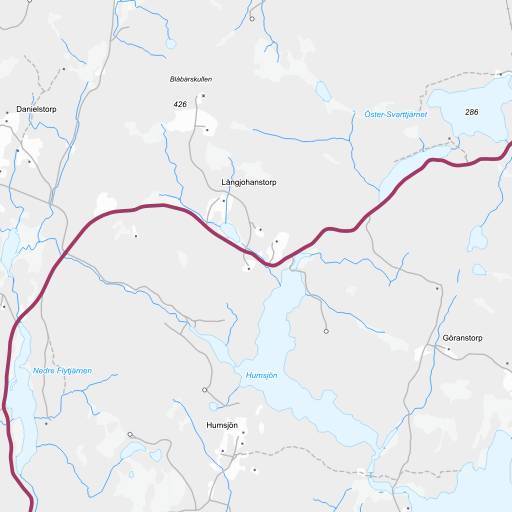 Blåbärskullen
426
Danielstorp
286
Öster-Svarttjärnet
Långjohanstorp
Göranstorp
Nedre Flytjärnen
Humsjön
Humsjön